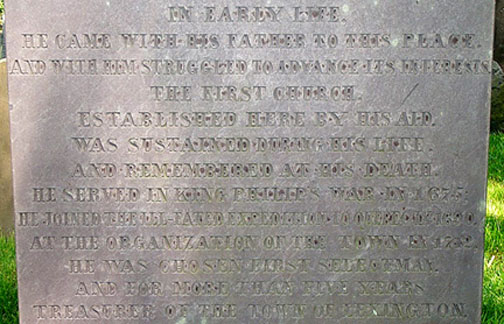 IN EARLY LIFE,
HE CAME WITH HIS FATHER TO THIS PLACE,
AND WITH HIM STRUGGLED TO ADVANCE ITS INTERESTS.
THE FIRST CHURCH,
ESTABLISHED HERE BY HIS AID,
WAS SUSTAINED DURING HIS LIFE,
AND REMEMBERED AT HIS DEATH.
HE SERVED IN KING PHILIP'S WAR IN 1675;
HE JOINED THE ILL-FATED EXPEDITION TO QUEBEC 1690.
AT THE ORGANIZATION OF THE TOWN IN 1712,
HE WAS CHOSEN FIRST SELECTMAN,
AND FOR MORE THAN FIVE YEARS
TREASURER OF THE TOWN OF LEXINGTON.